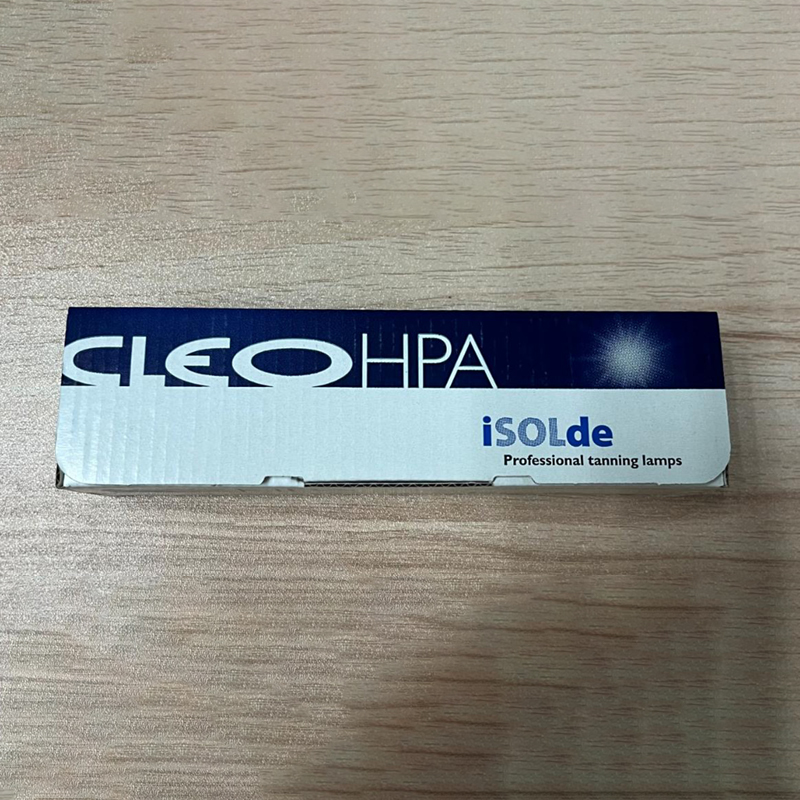 CLEO HPA
iSOLde
Professional tanning lamps